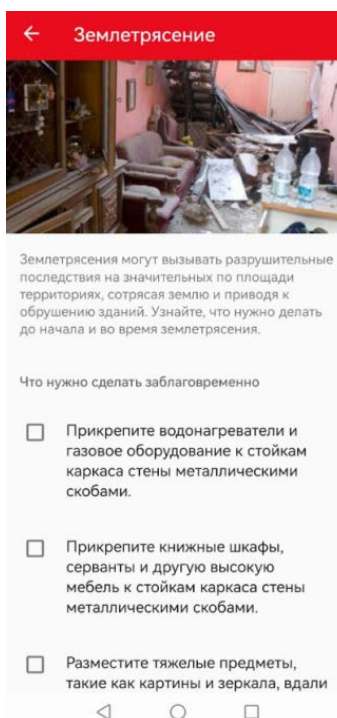 Землетрясение
Землетрясения могут вызывать разрушительные
последствия на значительных по площади
территориях, сотрясая землю и приводя к
обрушению зданий. Узнайте, что нужно делать
до начала и во время землетрясения.
Что нужно сделать заблаговременно
Прикрепите водонагреватели и
газовое оборудование к стойкам
каркаса стены металлическими
скобами.
Прикрепите книжные шкафы,
серванты и другую высокую
мебель к стойкам каркаса стены
металлическими скобами.
Разместите тяжелые предметы,
такие как картины и зеркала, вдали